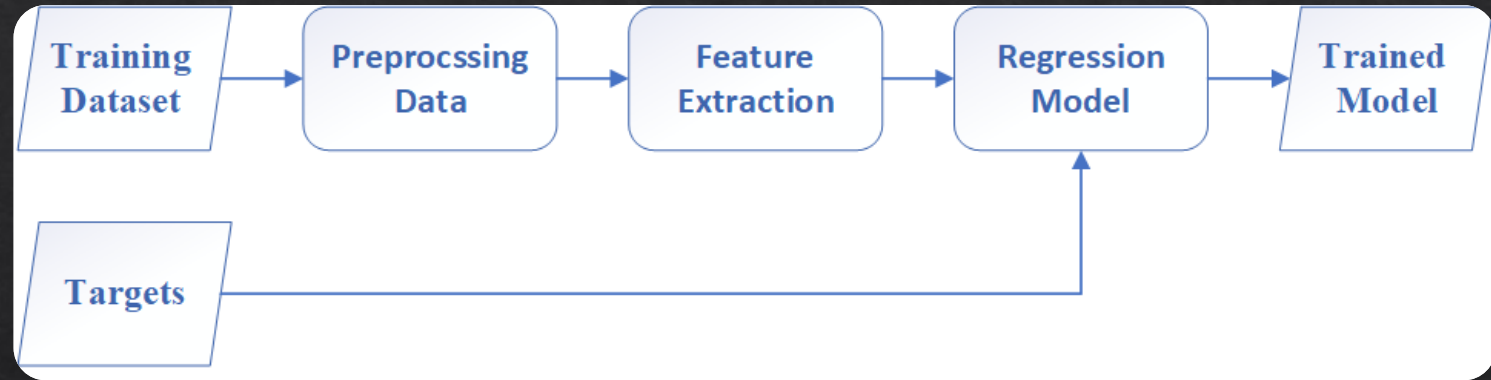 Training
Dataset
Preprocssing
Data
Feature
Extraction
Regression
Model
Trained
Model
Targets